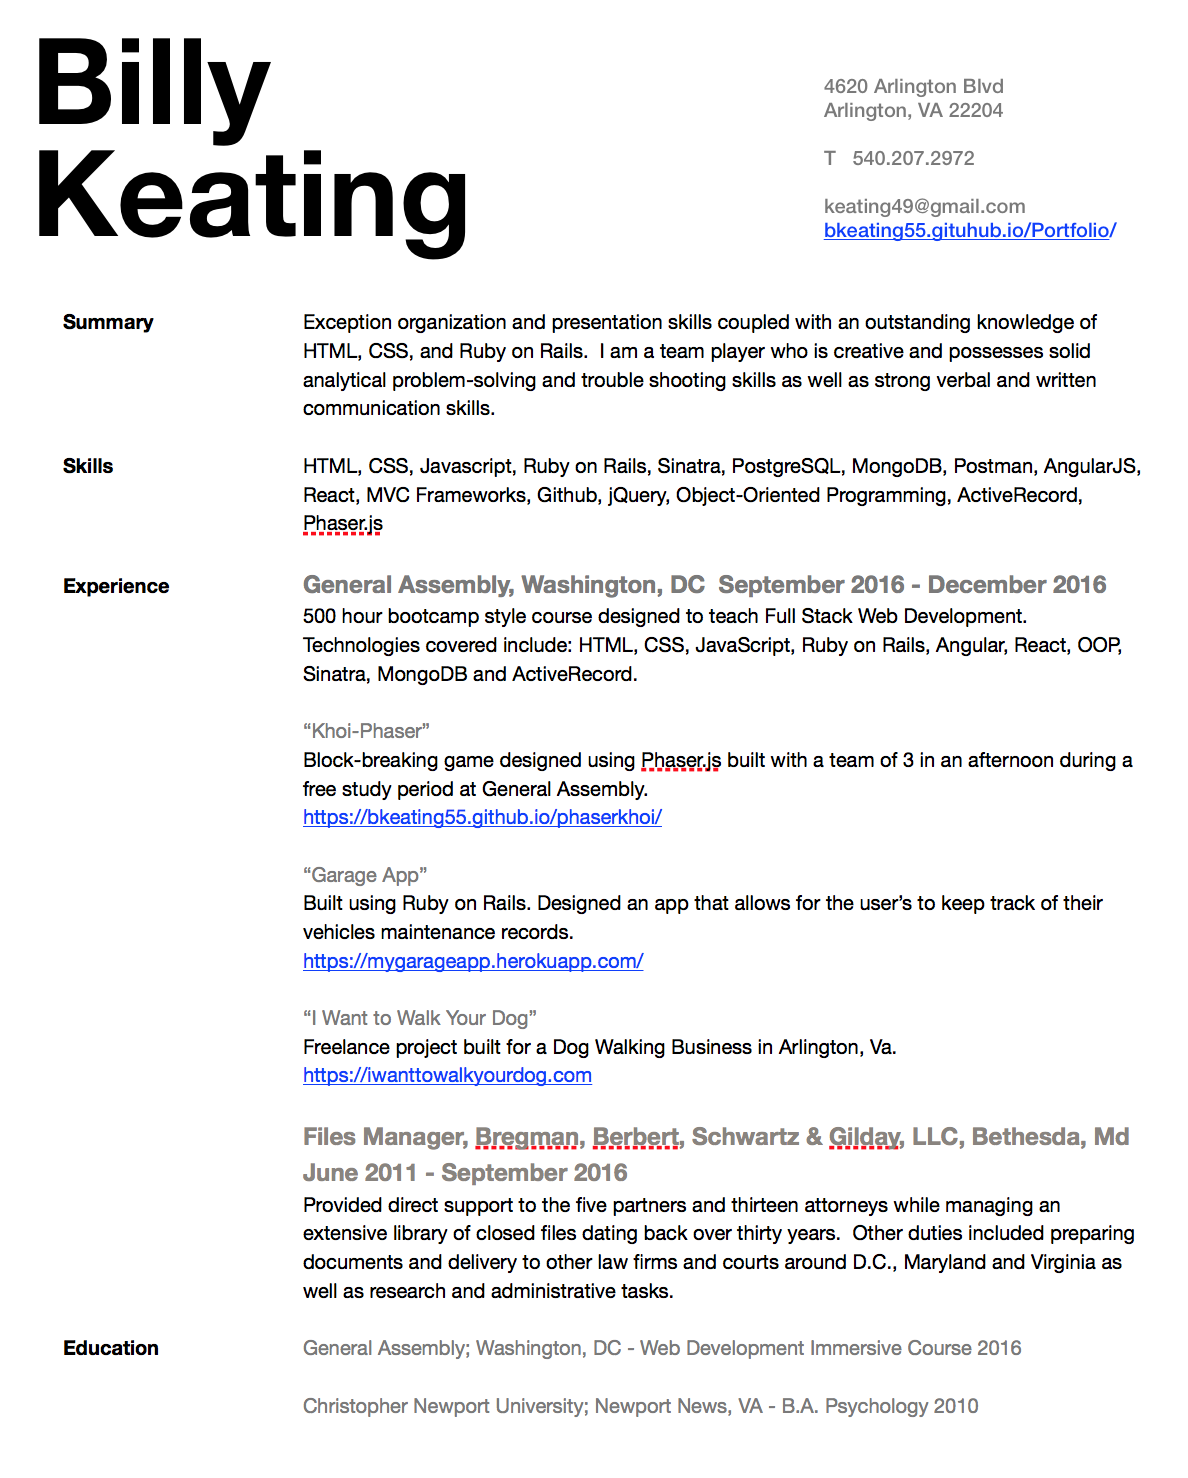 Billy
Keating
4620 Arlington Blvd
Arlington, VA 22204
T 540.207.2972
keating49@gmail.com
bkeating55.gituhub.io/Portfolio/
Summary
Exception organization and presentation skills coupled with an outstanding knowledge of
HTML, CSS, and Ruby on Rails.  I am a team player who is creative and possesses solid
analytical problem-solving and trouble shooting skills as well as strong verbal and written
communication skills.
Skills
HTML, CSS, Javascript, Ruby on Rails, Sinatra, PostgreSQL, MongoDB, Postman, AngularJS,
React, MVC Frameworks, Github, jQuery, Object-Oriented Programming, ActiveRecord,
Phaser.js
Experience
General Assembly, Washington, DC  September 2016 - December 2016
500 hour bootcamp style course designed to teach Full Stack Web Development.
Technologies covered include: HTML, CSS, JavaScript, Ruby on Rails, Angular, React, OOP,
Sinatra, MongoDB and ActiveRecord.
“Khoi-Phaser”
Block-breaking game designed using Phaser.js built with a team of 3 in an afternoon during a
free study period at General Assembly.
https://bkeating55.github.io/phaserkhoi/
“Garage App”
Built using Ruby on Rails. Designed an app that allows for the user’s to keep track of their
vehicles maintenance records.
https://mygarageapp.herokuapp.com/
“I Want to Walk Your Dog”
Freelance project built for a Dog Walking Business in Arlington, Va.
https://iwanttowalkyourdog.com
Files Manager, Bregman, Berbert, Schwartz & Gilday, LLC, Bethesda, Md
June 2011 - September 2016
Provided direct support to the five partners and thirteen attorneys while managing an
extensive library of closed files dating back over thirty years.  Other duties included preparing
documents and delivery to other law firms and courts around D.C., Maryland and Virginia as
well as research and administrative tasks.
Education
General Assembly; Washington, DC - Web Development Immersive Course 2016
Christopher Newport University; Newport News, VA - B.A. Psychology 2010